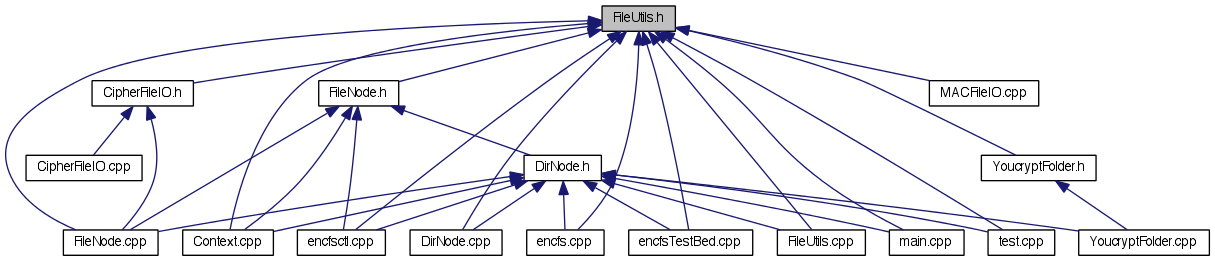 FileUtils.h
CipherFileIO.h
FileNode.h
MACFileIO.cpp
CipherFileIO.cpp
DirNode.h
YoucryptFolder.h
FileNode.cpp
Context.cpp
encfsctl.cpp
DirNode.cpp
encfs.cpp
encfsTestBed.cpp
FileUtils.cpp
main.cpp
test.cpp
YoucryptFolder.cpp